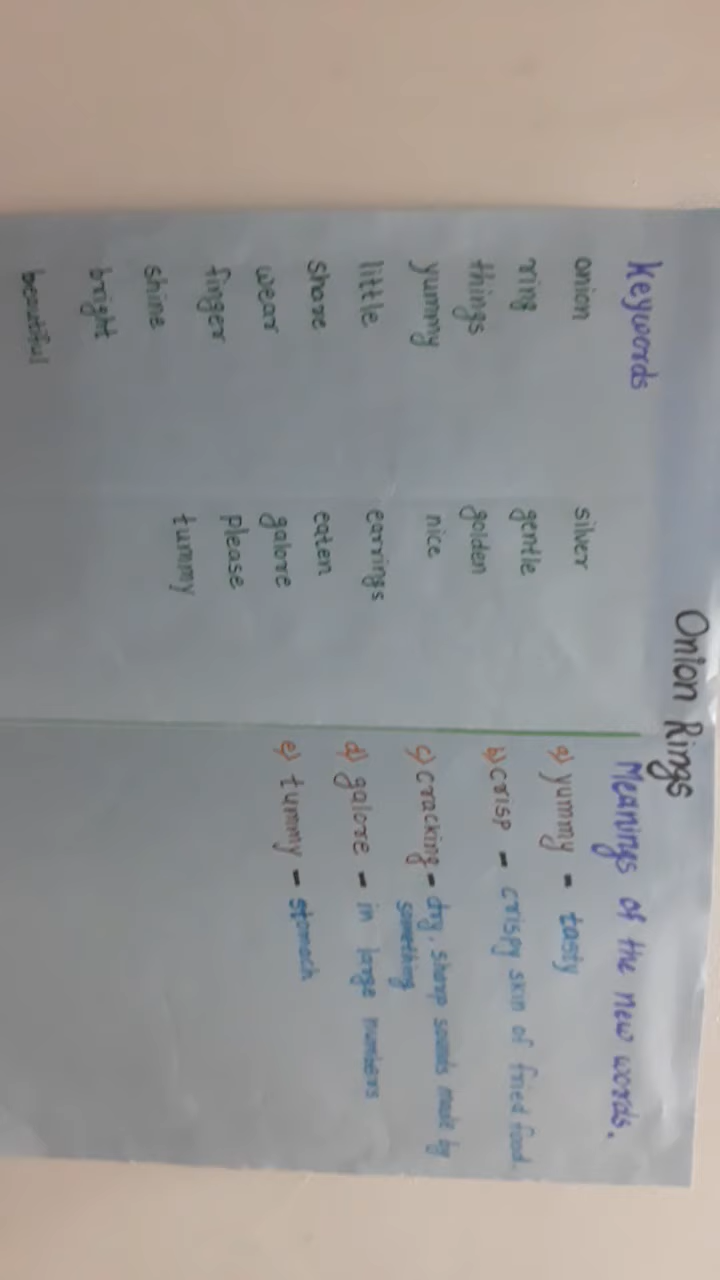 Onion Rings
Keywords
onion
ring
things
yummy
little
share
wear
finger
shine
bright
beautiful
silver
gentle
golden
nice
earrings
eaten
galore
please
tummy
Meanings of the new words.
a) yummy - tasty
b) crisp - crispy skin of fried food.
c) cracking - dry, sharp sounds made by
something
d) galore - in large numbers
e) tummy - stomach